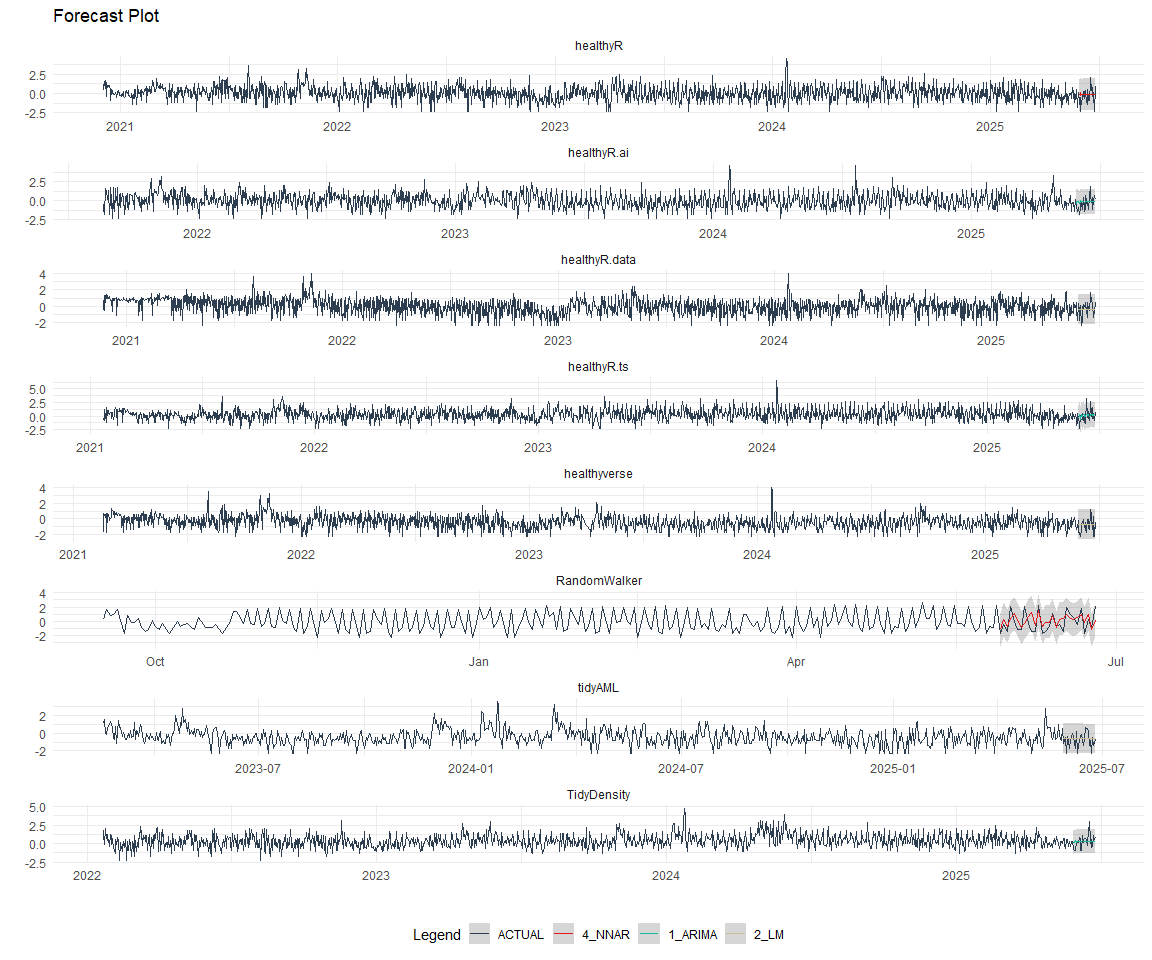 Forecast Plot
healthyR
2.5
0.0
-2.5
2021 2022 2023 2024 2025
healthyR.ai
2.5
0.0
-2.5
2022 2023 2024 2025
healthyR.data
4
2
0
-2
2021 2022 2023 2024 2025
healthyR.ts
5.0
2.5
0.0
-2.5
2021 2022 2023 2024 2025
healthyverse
4
2
0
-2
2021 2022 2023 2024 2025
RandomWalker
4
2
0
-2
Oct Jan Apr Jul
tidyAML
2
0
-2
2023-07 2024-01 2024-07 2025-01 2025-07
TidyDensity
5.0
2.5
0.0
-2.5
2022 2023 2024 2025
Legend ACTUAL 4_NNAR 1_ARIMA 2_LM